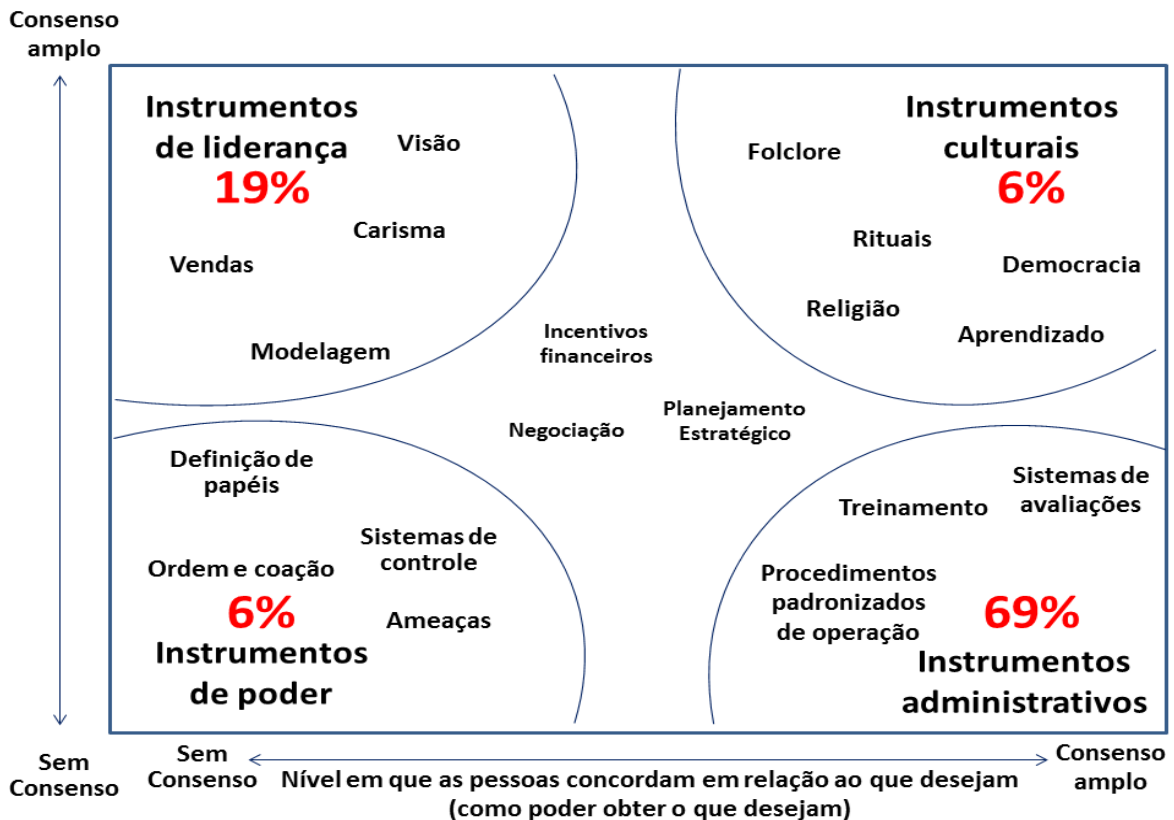 Consenso
amplo
Instrumentos
de liderança
19%
Visão
Carisma
Vendas
Modelagem
Instrumentos
culturais
6%
Folclore
Rituais
Democracia
Religião
Aprendizado
Incentivos
financeiros
Negociação
Planejamento
Estratégico
Definição de
papéis
Sistemas de
controle
Ordem e coação
6%
Ameaças
Instrumentos
de poder
Sistemas de
avaliações
Treinamento
Procedimentos
padronizados
de operação
69%
Instrumentos
administrativos
Sem
Consenso
Sem
Consenso
Nível em que as pessoas concordam em relação ao que desejam
(como poder obter o que desejam)
Consenso
amplo